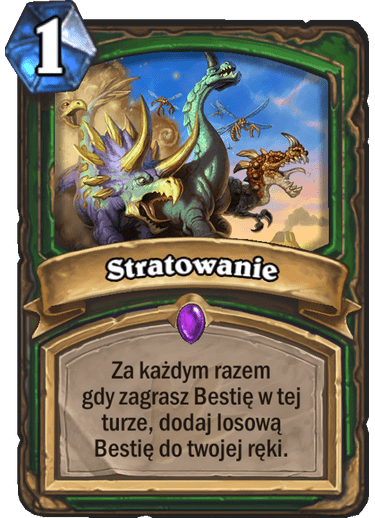 1
Stratowanie
Za każdym razem
gdy zagrasz Bestię w tej
turze, dodaj losową
Bestię do twojej ręki.